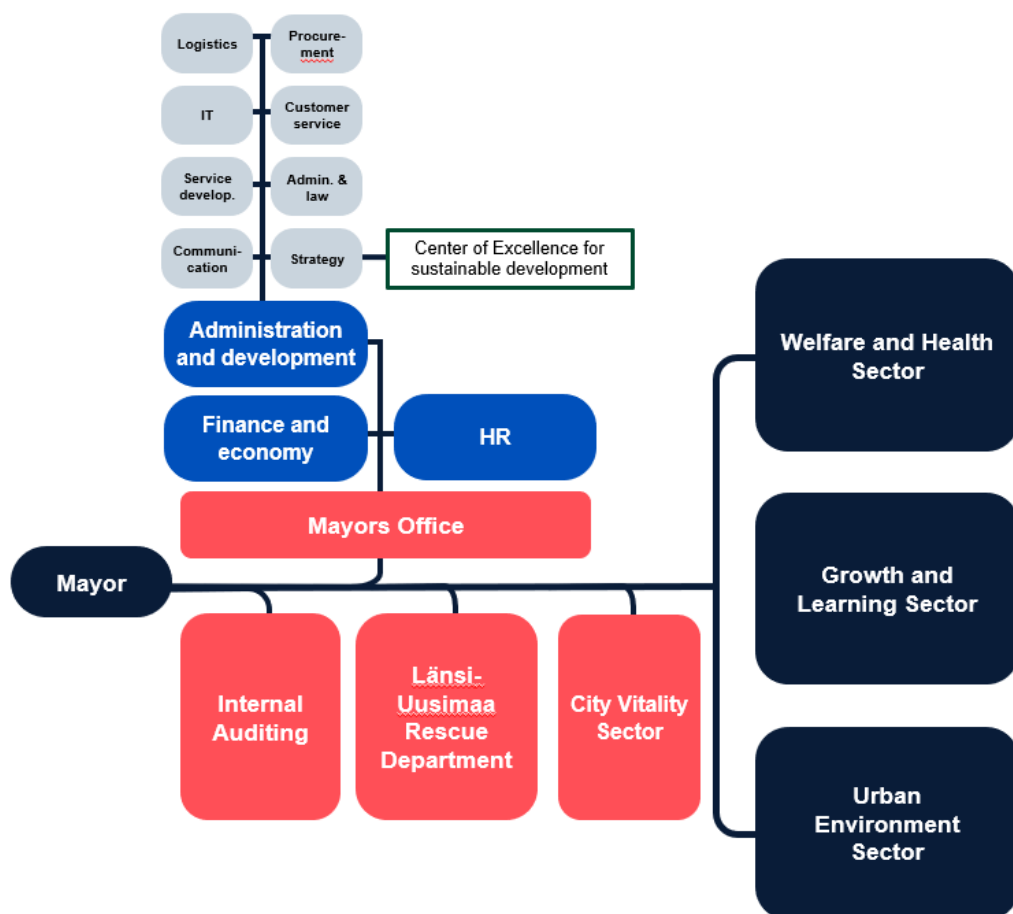 Logistics
Procure-
ment
IT
Customer
service
Service
develop.
Admin. &
law
Communi-
cation
Strategy
Center of Excellence for
sustainable development
Administration
and development
Finance and
economy
HR
Mayors Office
Mayor
Internal
Auditing
Länsi-
Uusimaa
Rescue
Department
City Vitality
Sector
Welfare and Health
Sector
Growth and
Learning Sector
Urban
Environment
Sector